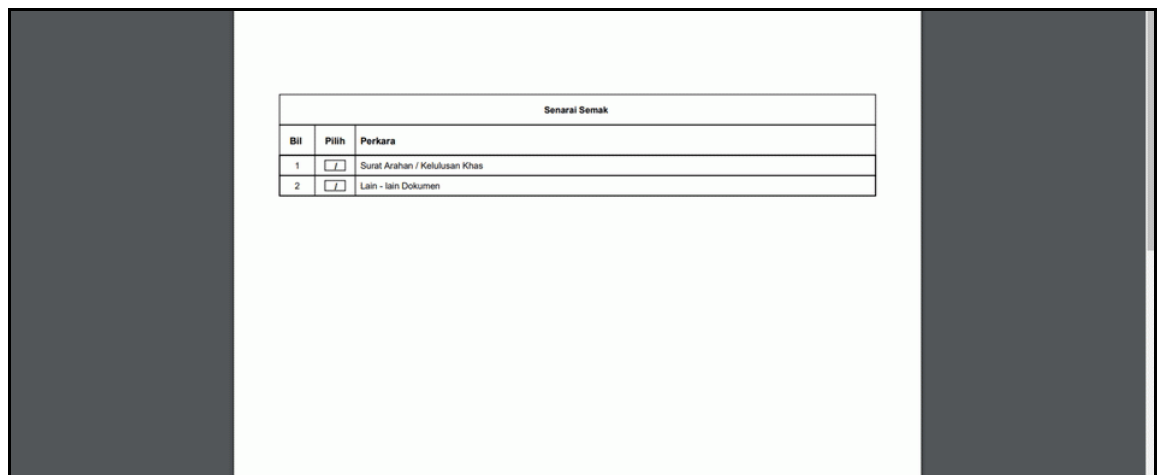 Senarai Semak
Bil Pilih Perkara
1 / Surat Arahan / Kelulusan Khas
2 / Lain - lain Dokumen